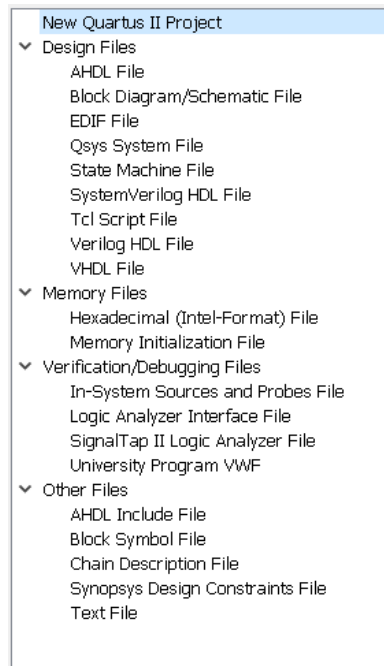 New Quartus II Project
Design Files
AHDL File
Block Diagram/Schematic File
EDIF File
Qsys System File
State Machine File
SystemVerilog HDL File
Tcl Script File
Verilog HDL File
VHDL File
Memory Files
Hexadecimal (Intel-Format) File
Memory Initialization File
Verification/Debugging Files
In-System Sources and Probes File
Logic Analyzer Interface File
SignalTap II Logic Analyzer File
University Program VWF
Other Files
AHDL Include File
Block Symbol File
Chain Description File
Synopsys Design Constraints File
Text File